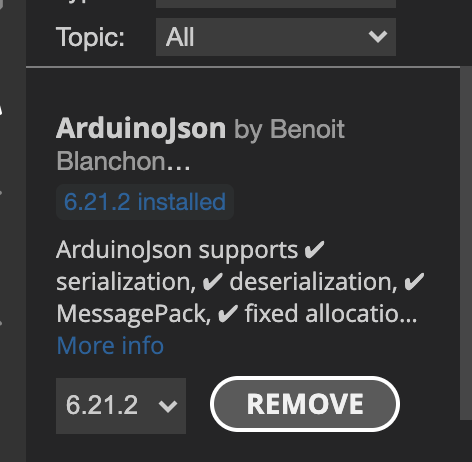 Topic:
All
ArduinoJson by Benoit
Blanchon...
6.21.2 installed
ArduinoJson supports ✔
serialization, ✔ deserialization, ✔
MessagePack, ✔ fixed allocatio...
More info
6.21.2
REMOVE